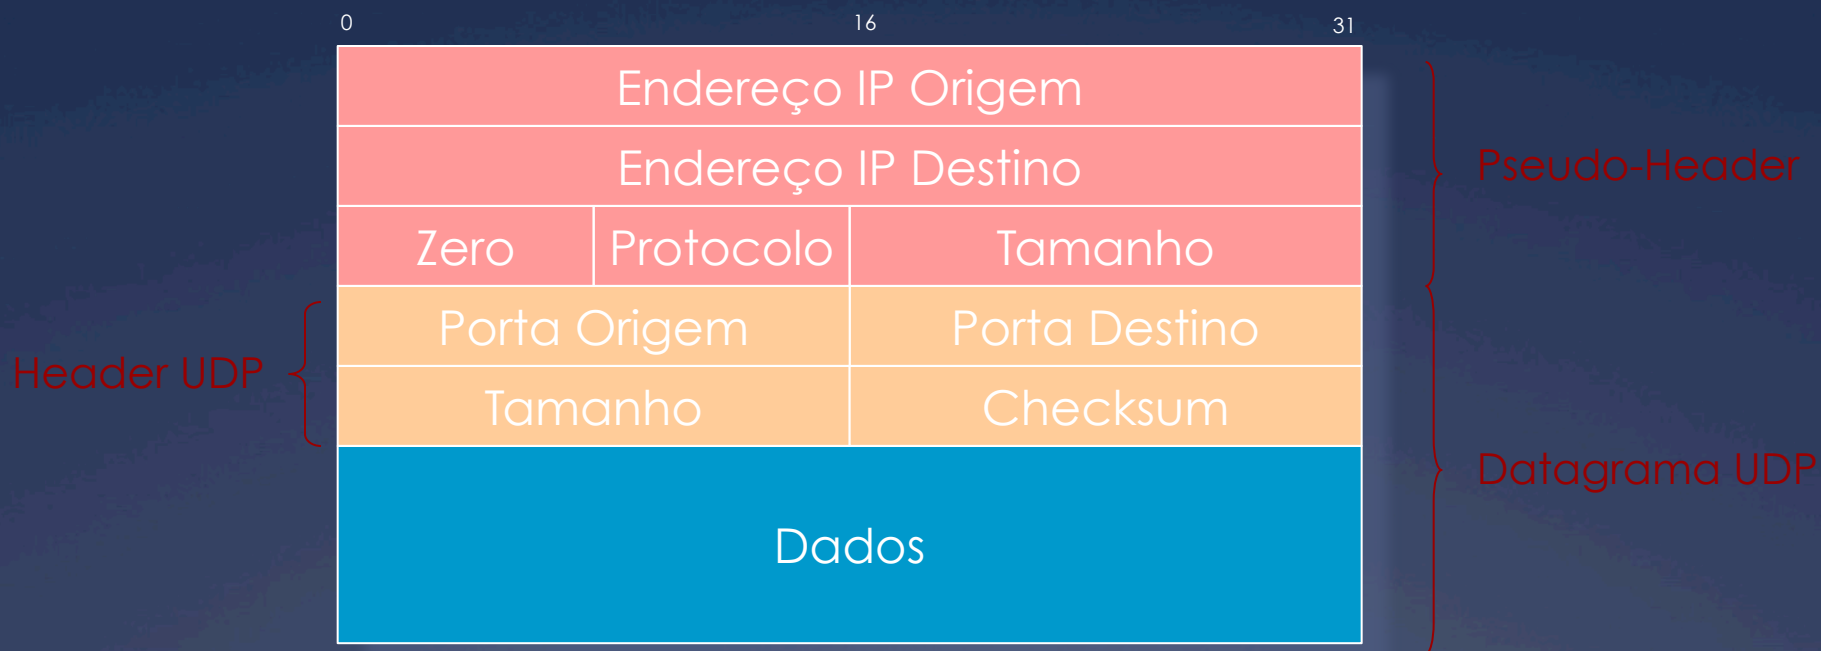 0 16 31
Endereço IP Origem
Endereço IP Destino
Pseudo-Header
Zero Protocolo Tamanho
Porta Origem Porta Destino
Header UDP
Tamanho Checksum
Datagrama UDP
Dados